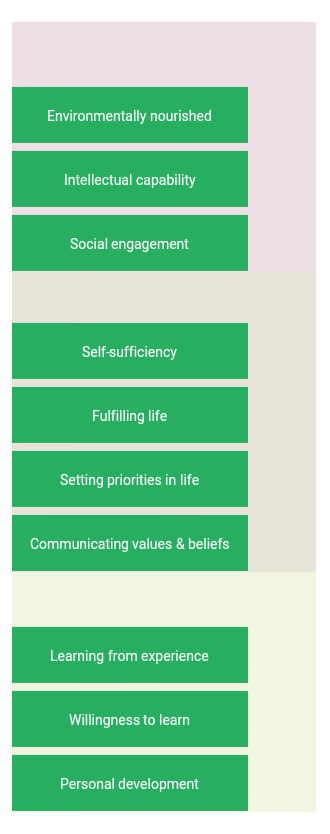 Environmentally nourished
Intellectual capability
Social engagement
Self-sufficiency
Fulfilling life
Setting priorities in life
Communicating values & beliefs
Learning from experience
Willingness to learn
Personal development